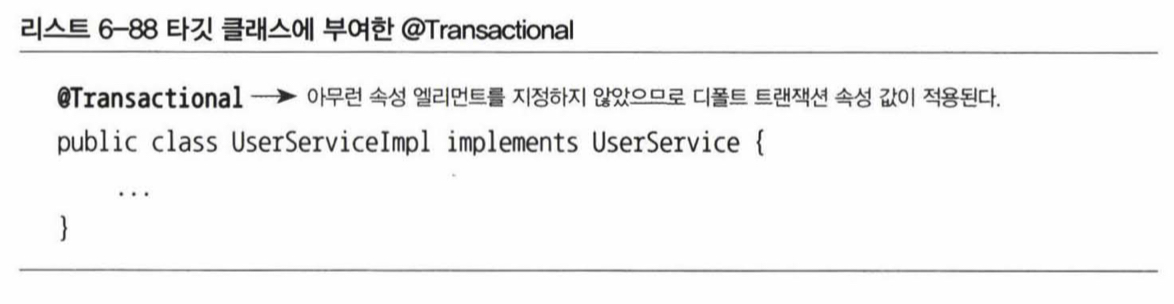 리스트 6-88 타깃 클래스에 부여한 @Transactional
@Transactional → 아무런 속성 엘리먼트를 지정하지 않았으므로 디폴트 트랜잭션 속성 값이 적용된다.
public class UserServiceImpl implements UserService {
...
}